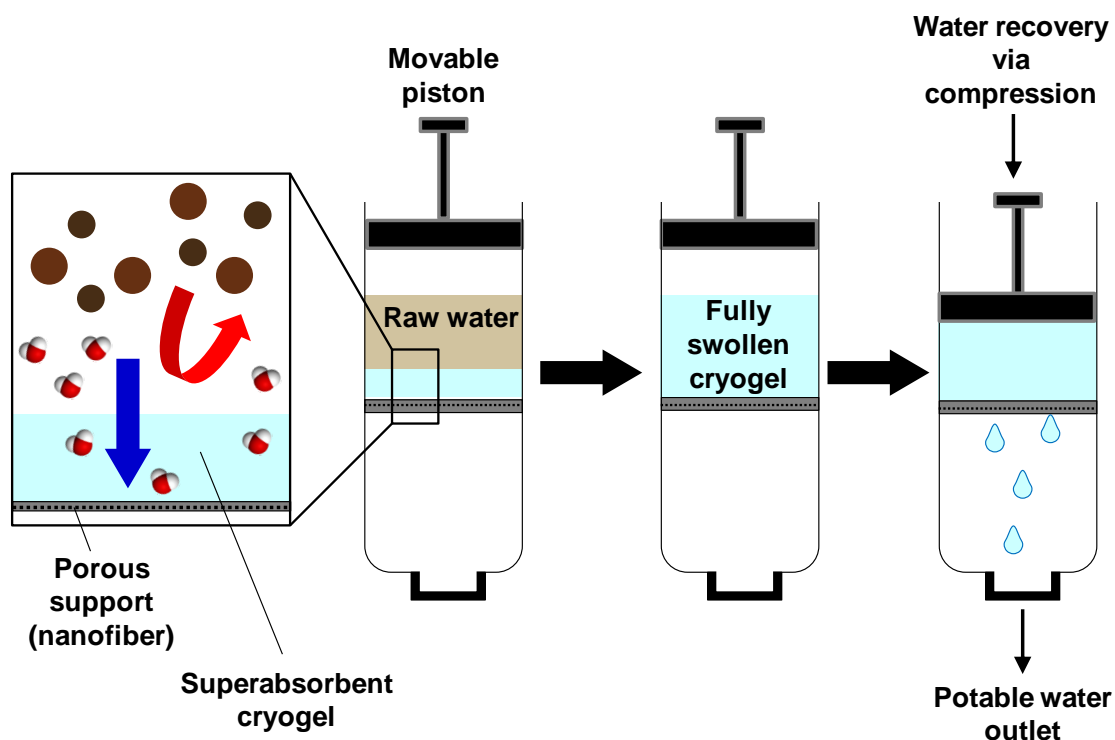 Movable
piston
Water recovery
via
compression
Raw water
Fully
swollen
cryogel
Porous
support
(nanofiber)
Superabsorbent
cryogel
Potable water
outlet